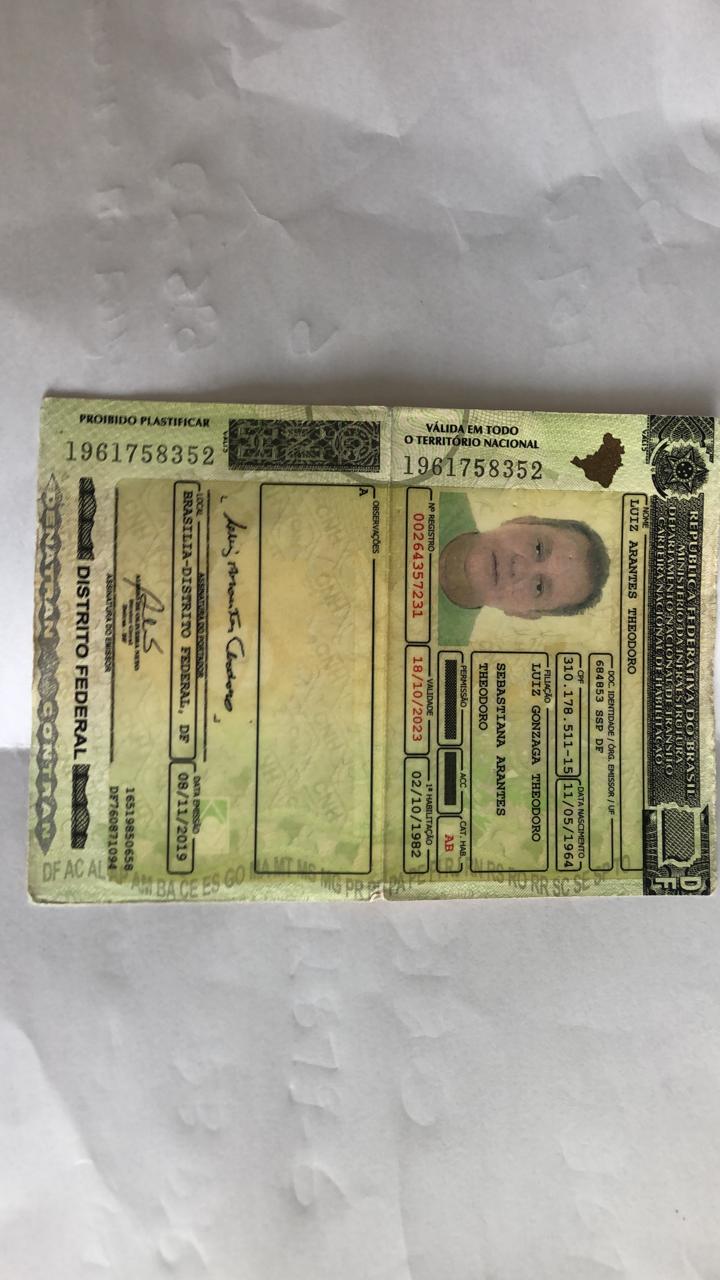 REPÚBLICA FEDERATIVA DO BRASIL
MINISTÉRIO DA INFRAESTRUTURA
DEPARTAMENTO NACIONAL DE TRÂNSITO
CARTEIRA NACIONAL DE HABILITAÇÃO
DF
NOME
LUIZ ARANTES THEODORO
DOC. IDENTIDADE / ÓRG. EMISSOR / UF
684853 SSP DF
CPF
310.178.511-15
DATA NASCIMENTO
11/05/1964
FILIAÇÃO
LUIZ GONZAGA THEODORO
SEBASTIANA ARANTES
THEODORO
PERMISSÃO
ACC
CAT. HAB.
AB
Nº REGISTRO
00264357231
VALIDADE
18/10/2023
1ª HABILITAÇÃO
02/10/1982
VÁLIDA EM TODO
O TERRITÓRIO NACIONAL
1961758352
OBSERVAÇÕES
A
Luiz Arantes Theodoro
ASSINATURA DO PORTADOR
LOCAL
BRASILIA-DISTRITO FEDERAL, DF
DATA EMISSÃO
08/11/2019
16519850658
DF760871094
ASSINATURA DO EMISSOR
PROIBIDO PLASTIFICAR
1961758352
DISTRITO FEDERAL
DENATRAN CONTRAN